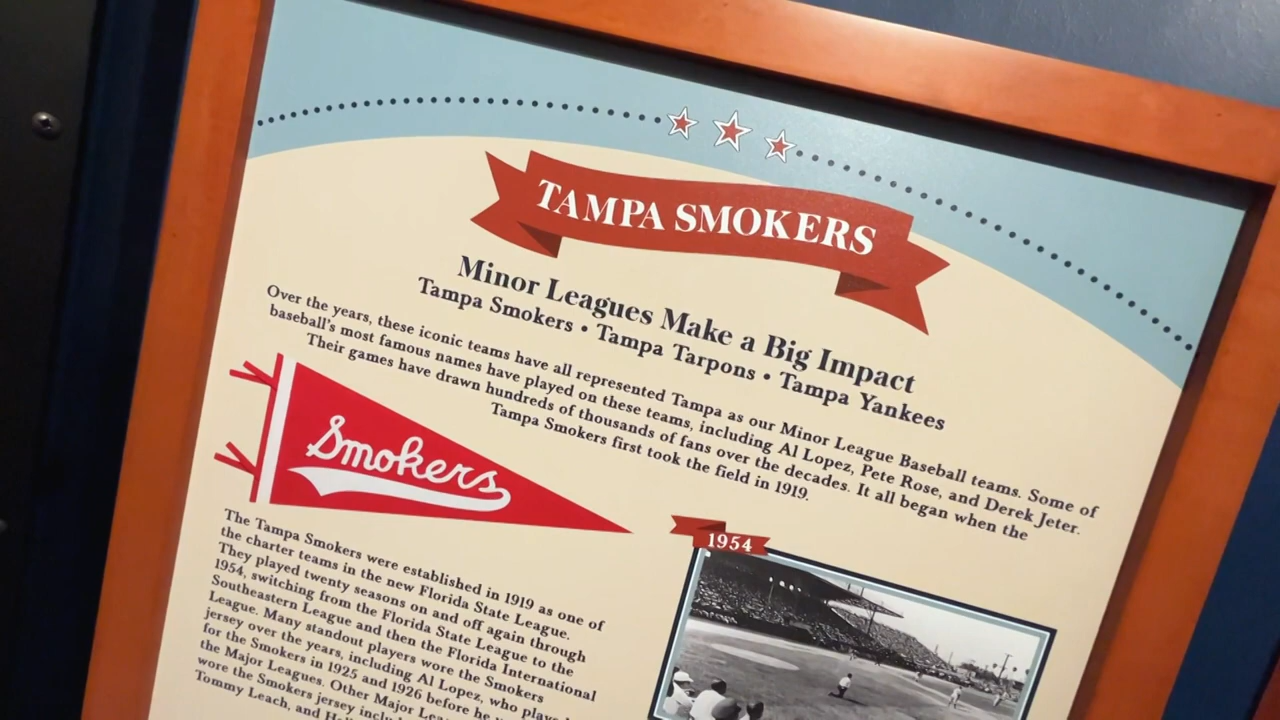 TAMPA SMOKERS
Minor Leagues Make a Big Impact
Tampa Smokers • Tampa Tarpons • Tampa Yankees
Over the years, these iconic teams have all represented Tampa as our Minor League Baseball teams. Some of
baseball's most famous names have played on these teams, including Al Lopez, Pete Rose, and Derek Jeter.
Their games have drawn hundreds of thousands of fans over the decades. It all began when the
Tampa Smokers first took the field in 1919.
Smokers
The Tampa Smokers were established in 1919 as one of
the charter teams in the new Florida State League.
They played twenty seasons on and off again through
1954, switching from the Florida State League to the
Southeastern League and then the Florida International
League. Many standout players wore the Smokers
jersey over the years, including Al Lopez, who
for the Smokers in 1925 and 1926 before he
the Major Leagues. Other Major
wore the Smokers jersey
Tommy Leach, and
1954